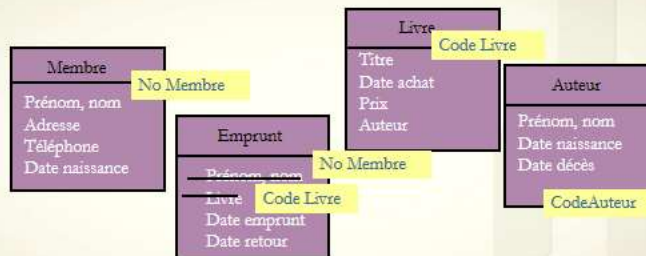 Membre
No Membre
Prénom, nom
Adresse
Téléphone
Date naissance
Emprunt
Prénom, nom
No Membre
Livre
Code Livre
Date emprunt
Date retour
Livre
Code Livre
Titre
Date achat
Prix
Auteur
Auteur
Prénom, nom
Date naissance
Date décès
CodeAuteur